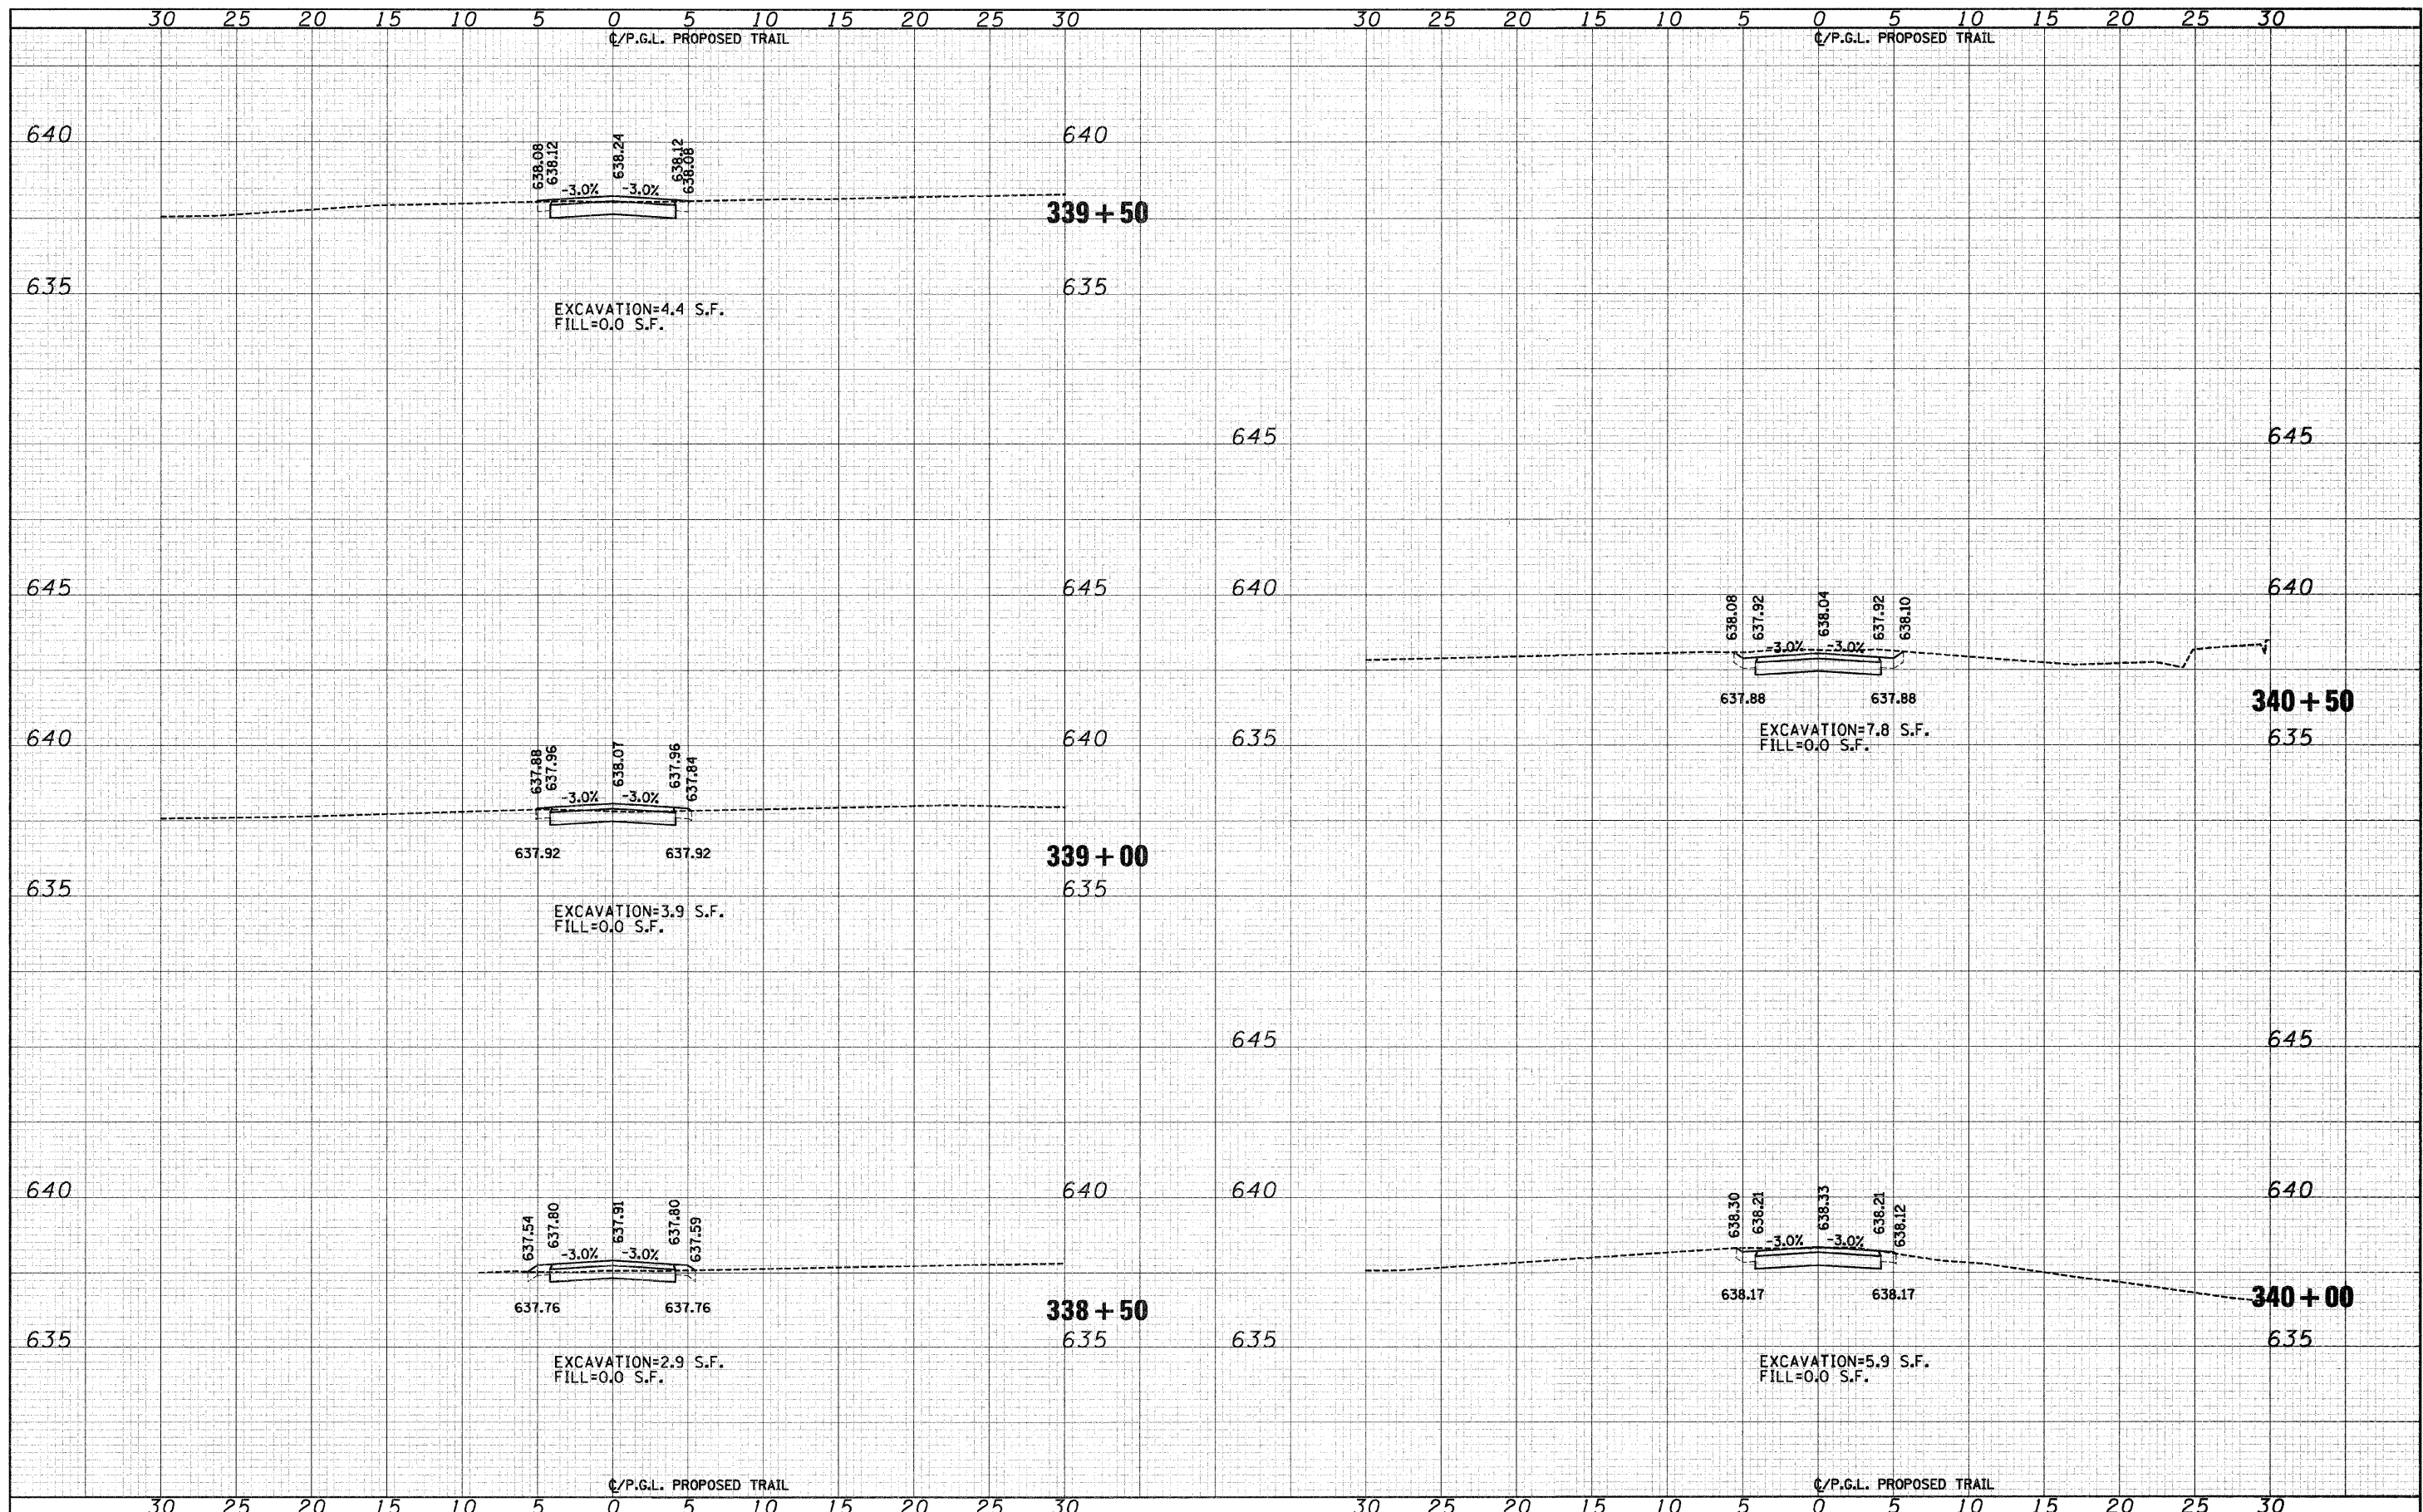 30 25 20 15 10 5 0 5 10 15 20 25 30 30 25 20 15 10 5 0 5 10 15 20 25 30
℄/P.G.L. PROPOSED TRAIL
640 640
638.08 638.12 638.24 638.12 638.08
-3.0% -3.0%
339+50
635 635
EXCAVATION=4.4 S.F.
FILL=0.0 S.F.
645 645
640 640
637.88 637.96 638.07 637.96 637.84
-3.0% -3.0%
637.92 637.92
339+00
635 635
EXCAVATION=3.9 S.F.
FILL=0.0 S.F.
640 640
637.54 637.80 637.91 637.80 637.59
-3.0% -3.0%
637.76 637.76
338+50
635 635
EXCAVATION=2.9 S.F.
FILL=0.0 S.F.
℄/P.G.L. PROPOSED TRAIL
℄/P.G.L. PROPOSED TRAIL
645 645
640 640
638.08 637.92 638.04 637.92 638.10
-3.0% -3.0%
637.88 637.88
340+50
635 635
EXCAVATION=7.8 S.F.
FILL=0.0 S.F.
645 645
640 640
638.30 638.21 638.33 638.21 638.12
-3.0% -3.0%
638.17 638.17
340+00
635 635
EXCAVATION=5.9 S.F.
FILL=0.0 S.F.
℄/P.G.L. PROPOSED TRAIL
30 25 20 15 10 5 0 5 10 15 20 25 30 30 25 20 15 10 5 0 5 10 15 20 25 30